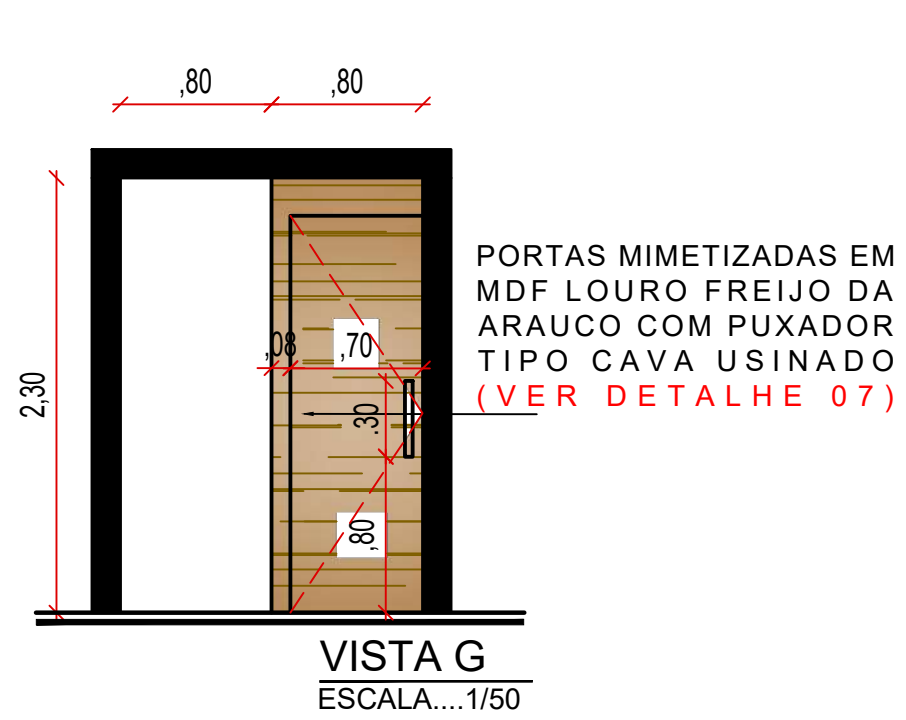 ,80 ,80
PORTAS MIMETIZADAS EM
MDF LOURO FREIJO DA
ARAUCO COM PUXADOR
TIPO CAVA USINADO
(VER DETALHE 07)
,08 ,70
2,30
.30
,80
VISTA G
ESCALA....1/50